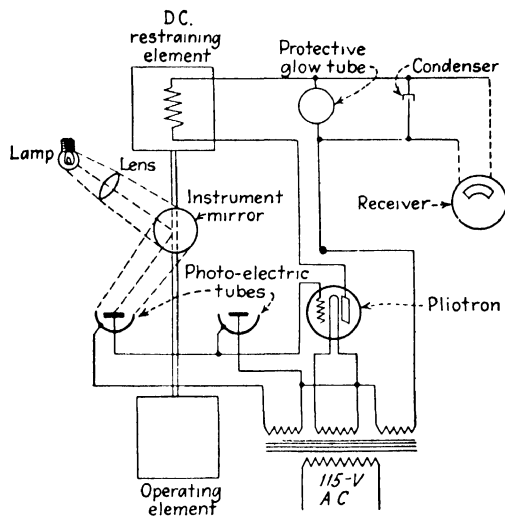 D.C.
restraining
element
Protective
glow tube
Condenser
Lamp
Lens
Instrument
mirror
Receiver
Photo-electric
tubes
Pliotron
Operating
element
115-V
AC